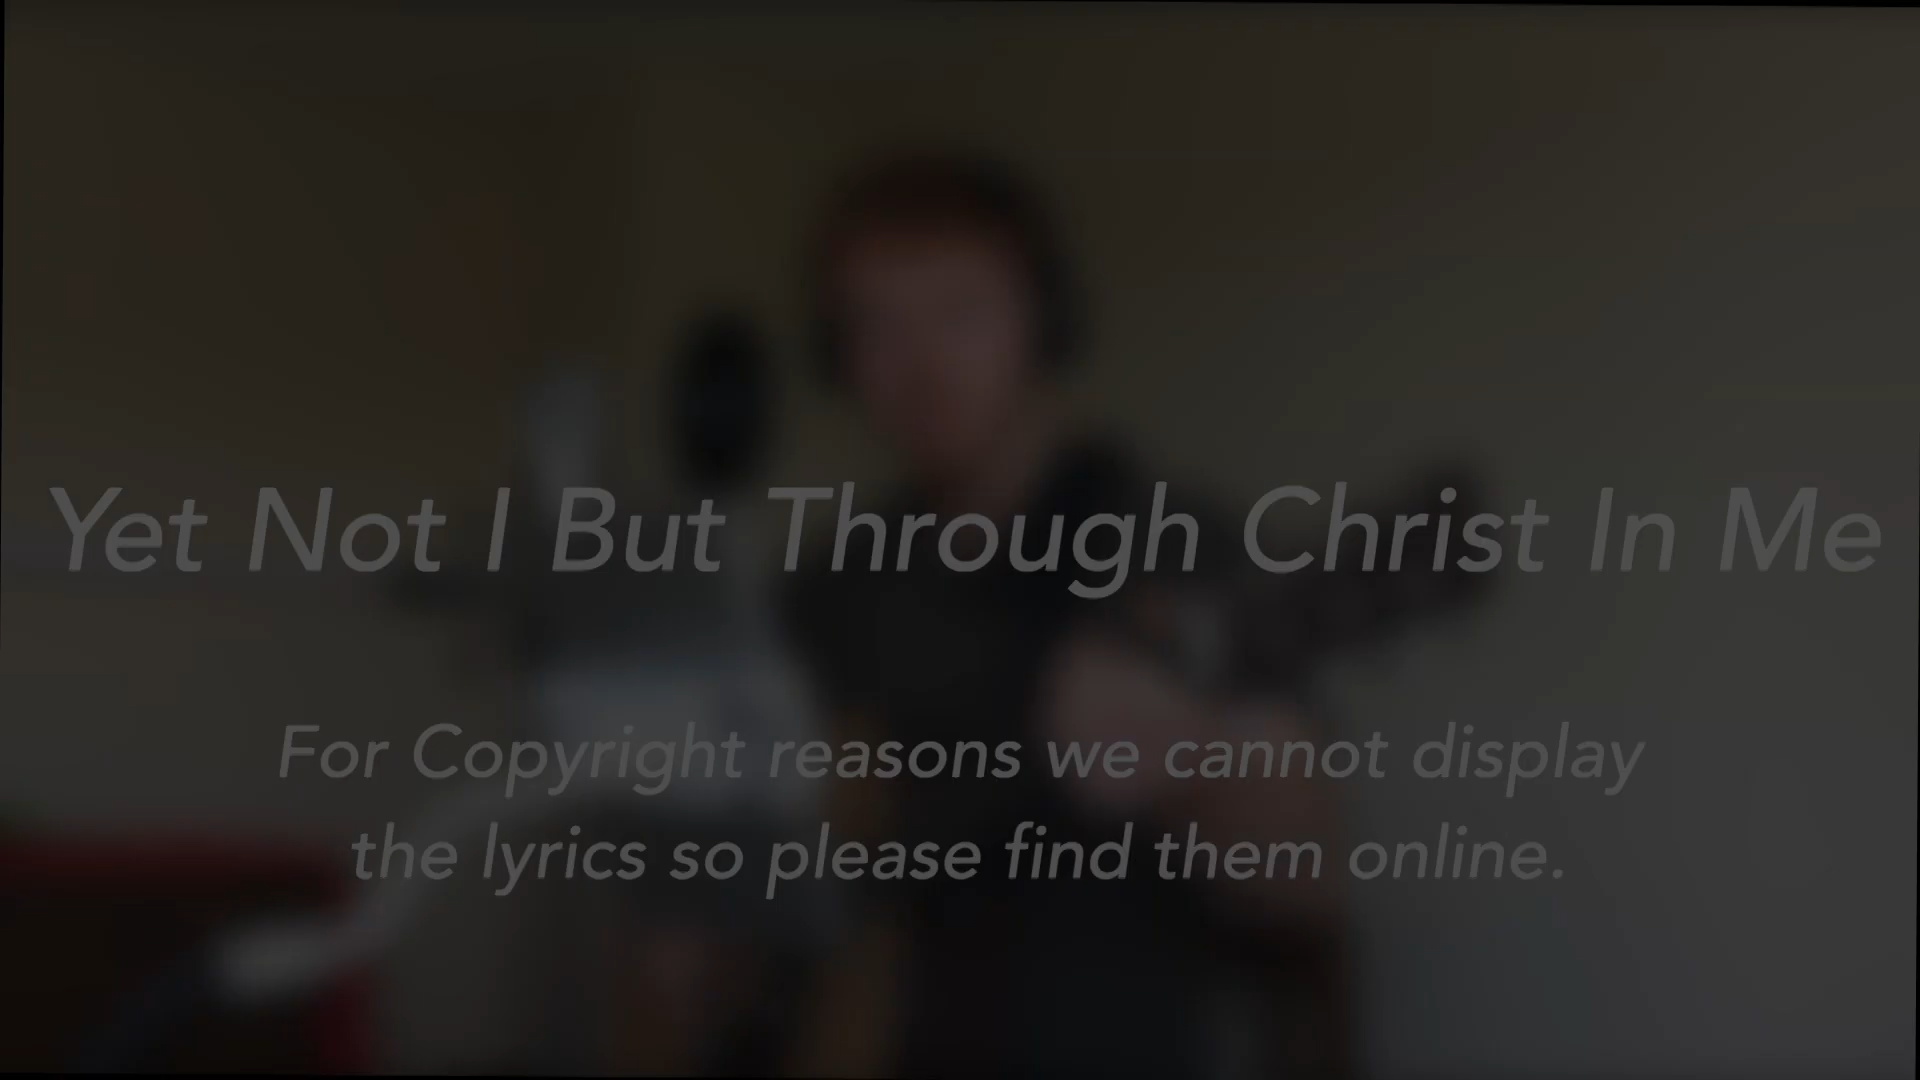 Yet Not I But Through Christ In Me
For Copyright reasons we cannot display
the lyrics so please find them online.